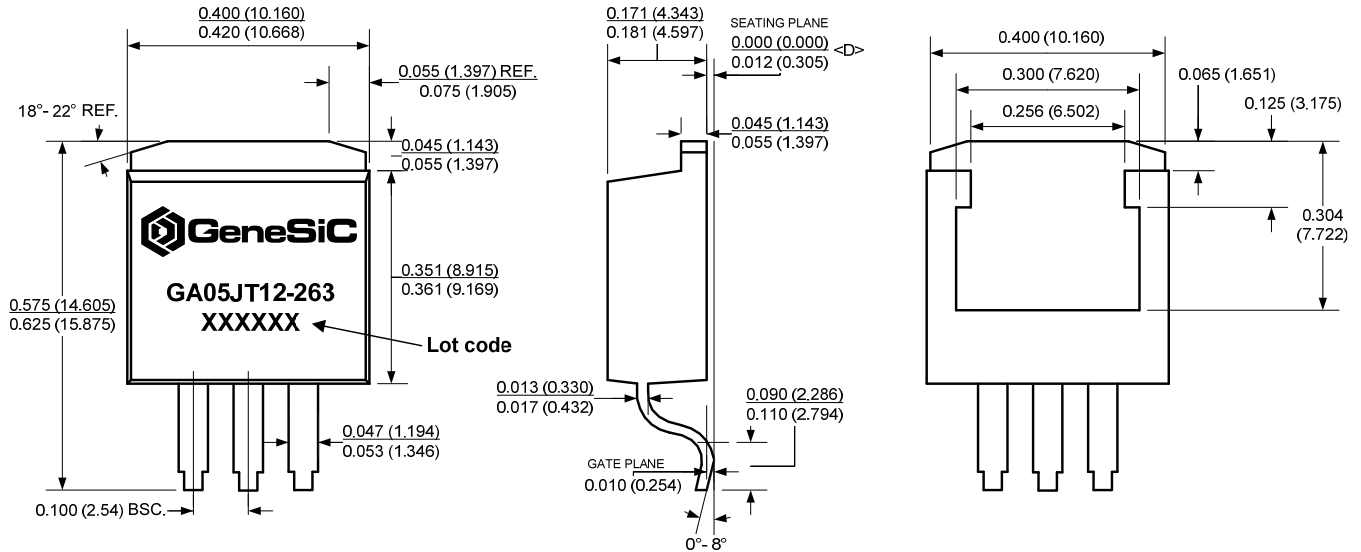 0.400 (10.160)
0.420 (10.668)
0.055 (1.397) REF.
0.075 (1.905)
18°- 22° REF.
0.045 (1.143)
0.055 (1.397)
GeneSiC
GA05JT12-263
XXXXXX
Lot code
0.351 (8.915)
0.361 (9.169)
0.575 (14.605)
0.625 (15.875)
0.047 (1.194)
0.053 (1.346)
0.100 (2.54) BSC.
0.171 (4.343)
0.181 (4.597)
SEATING PLANE
0.000 (0.000) <D>
0.012 (0.305)
0.045 (1.143)
0.055 (1.397)
0.013 (0.330)
0.017 (0.432)
0.090 (2.286)
0.110 (2.794)
GATE PLANE
0.010 (0.254)
0°- 8°
0.400 (10.160)
0.300 (7.620)
0.256 (6.502)
0.065 (1.651)
0.125 (3.175)
0.304
(7.722)